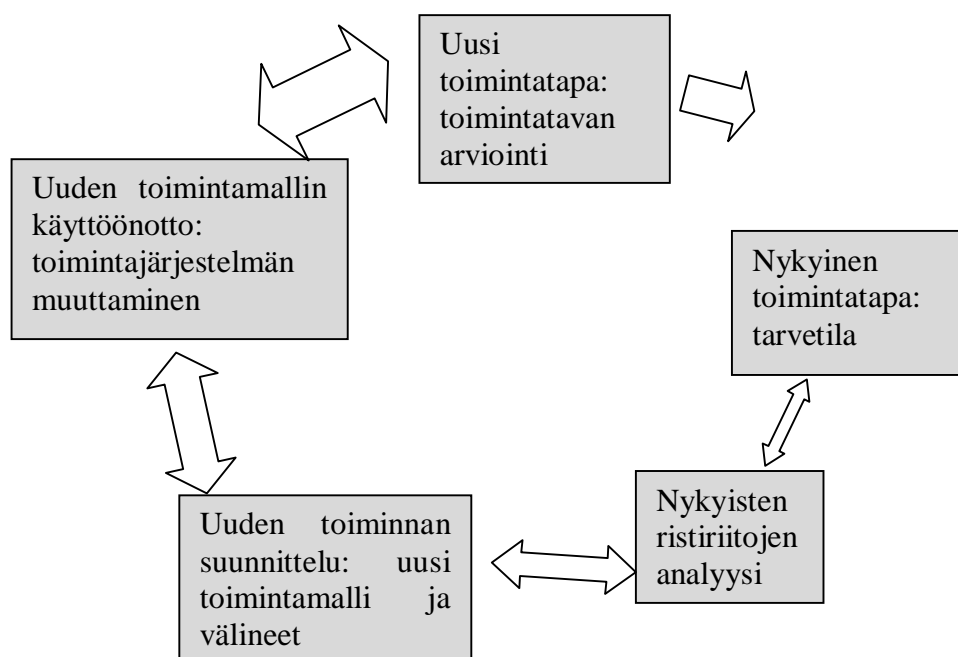 Uusi
toimintatapa:
toimintatavan
arviointi
Uuden toimintamallin
käyttöönotto:
toimintajärjestelmän
muuttaminen
Nykyinen
toimintatapa:
tarvetila
Uuden toiminnan
suunnittelu: uusi
toimintamalli ja
välineet
Nykyisten
ristiriitojen
analyysi